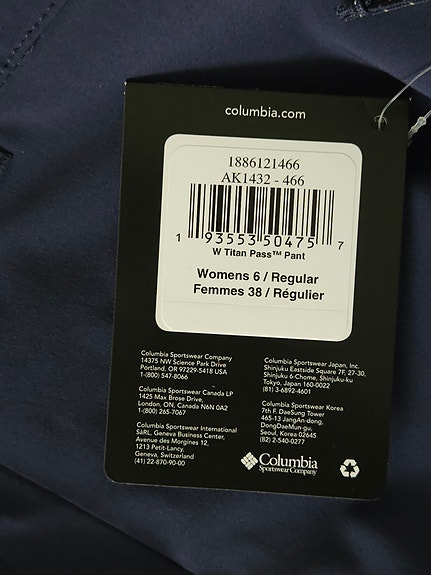 columbia.com
1886121466
AK1432 - 466
1 93553 50475 7
W Titan Pass™ Pant
Womens 6 / Regular
Femmes 38 / Régulier
Columbia Sportswear Company
14375 NW Science Park Drive
Portland, OR 97229-5418 USA
1-(800) 547-8066
Columbia Sportswear Canada LP
1425 Max Brose Drive,
London, ON, Canada N6N 0A2
1-(800) 265-7067
Columbia Sportswear International
SàRL, Geneva Business Center,
Avenue des Morgines 12,
1213 Petit-Lancy,
Geneva, Switzerland
(41) 22-870-90-00
Columbia Sportswear Japan, Inc.
Shinjuku Eastside Square 7F, 27-30,
Shinjuku 6-Chome, Shinjuku-ku
Tokyo, Japan 160-0022
(81) 3-6892-4601
Columbia Sportswear Korea
7th F. DaeSung Tower
465-13 JangAn-dong,
DongDaeMun-gu,
Seoul, Korea 02645
(82) 2-540-0277
Columbia
Sportswear Company